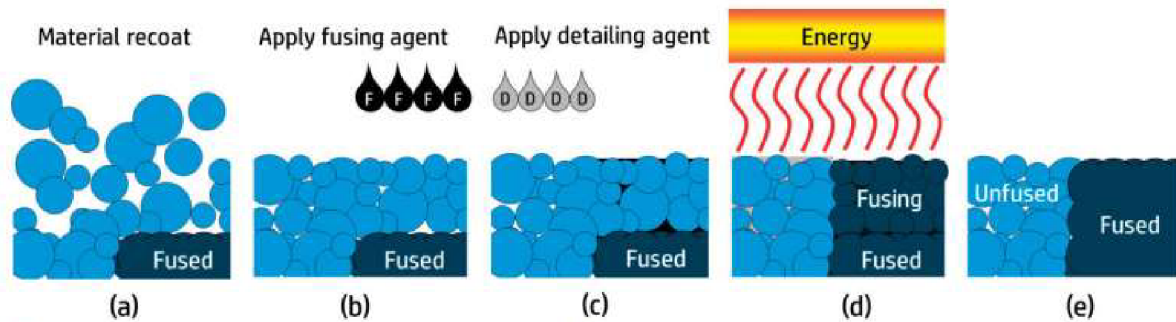 Material recoat
Apply fusing agent
Apply detailing agent
Energy
F F F F
D D D D
Fused
Fused
Fused
Fusing
Fused
Unfused
Fused
(a)
(b)
(c)
(d)
(e)